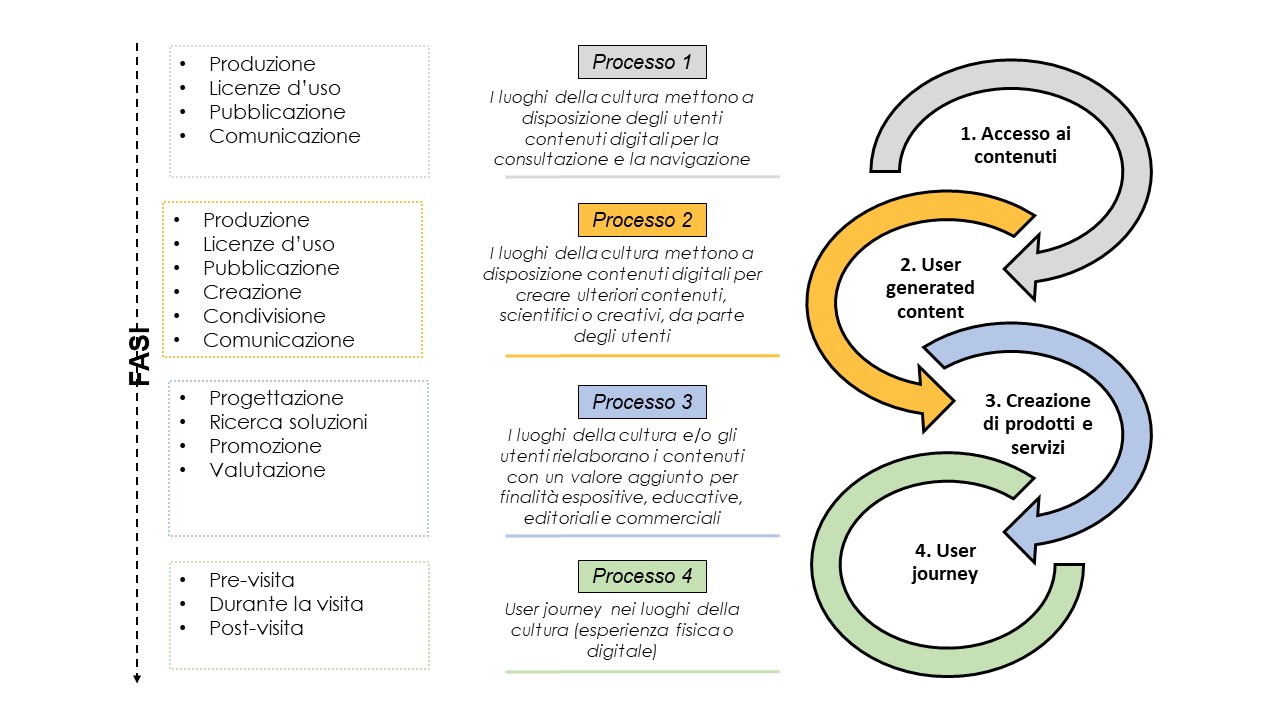 FASI
• Produzione
• Licenze d’uso
• Pubblicazione
• Comunicazione
Processo 1
I luoghi della cultura mettono a
disposizione degli utenti
contenuti digitali per la
consultazione e la navigazione
1. Accesso ai
contenuti
• Produzione
• Licenze d’uso
• Pubblicazione
• Creazione
• Condivisione
• Comunicazione
Processo 2
I luoghi della cultura mettono a
disposizione contenuti digitali per
creare ulteriori contenuti,
scientifici o creativi, da parte
degli utenti
2. User
generated
content
• Progettazione
• Ricerca soluzioni
• Promozione
• Valutazione
Processo 3
I luoghi della cultura e/o gli
utenti rielaborano i contenuti
con un valore aggiunto per
finalità espositive, educative,
editoriali e commerciali
3. Creazione
di prodotti e
servizi
• Pre-visita
• Durante la visita
• Post-visita
Processo 4
User journey nei luoghi della
cultura (esperienza fisica o
digitale)
4. User
journey